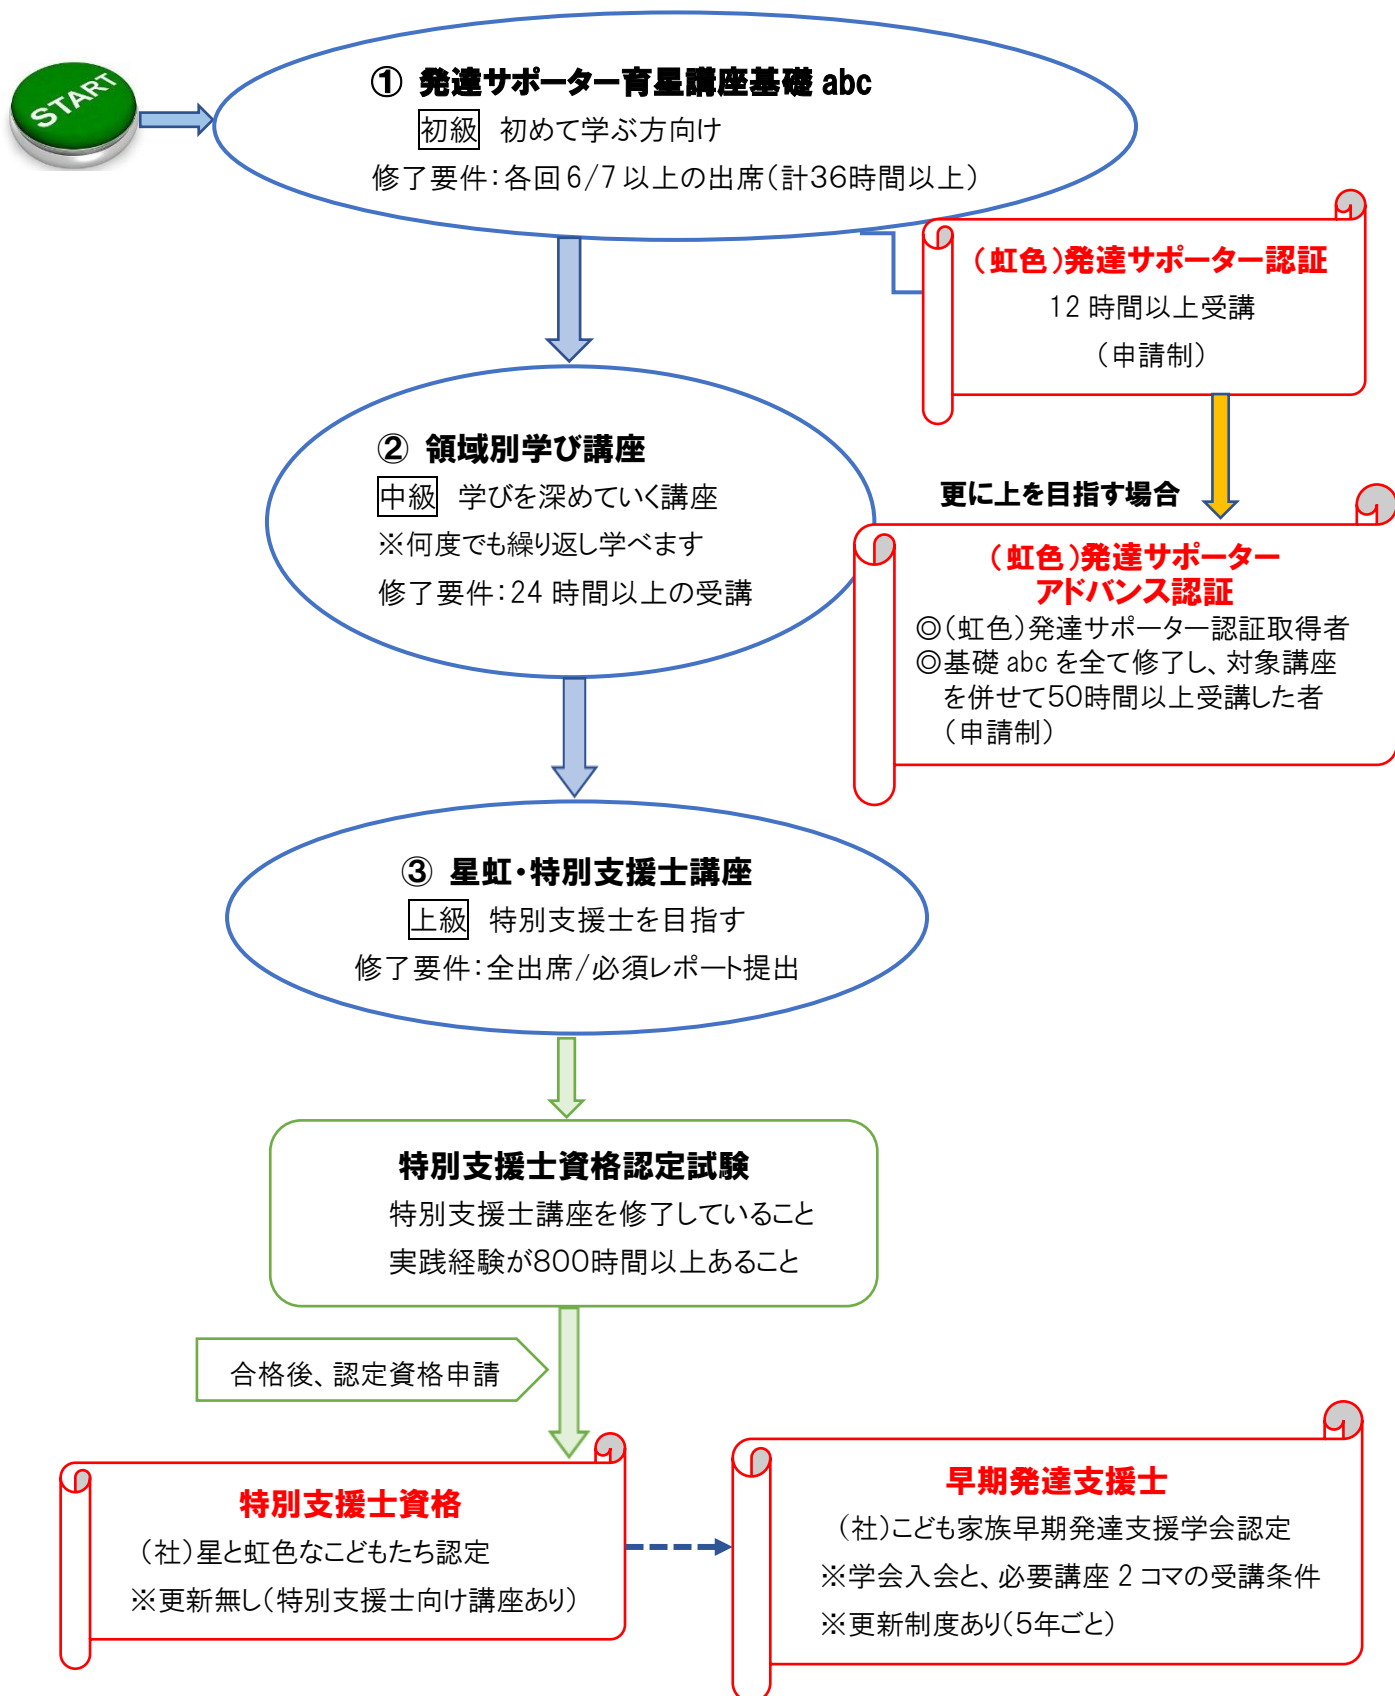 START
① 発達サポーター育星講座基礎 abc
初級 初めて学ぶ方向け
修了要件：各回 6/7 以上の出席（計36時間以上）
（虹色）発達サポーター認証
12 時間以上受講
（申請制）
② 領域別学び講座
中級 学びを深めていく講座
※何度でも繰り返し学べます
修了要件：24 時間以上の受講
更に上を目指す場合
（虹色）発達サポーター
アドバンス認証
◎（虹色）発達サポーター認証取得者
◎基礎 abc を全て修了し、対象講座
を併せて50時間以上受講した者
（申請制）
③ 星虹・特別支援士講座
上級 特別支援士を目指す
修了要件：全出席/必須レポート提出
特別支援士資格認定試験
特別支援士講座を修了していること
実践経験が800時間以上あること
合格後、認定資格申請
特別支援士資格
（社）星と虹色なこどもたち認定
※更新無し（特別支援士向け講座あり）
早期発達支援士
（社）こども家族早期発達支援学会認定
※学会入会と、必要講座 2 コマの受講条件
※更新制度あり（5年ごと）